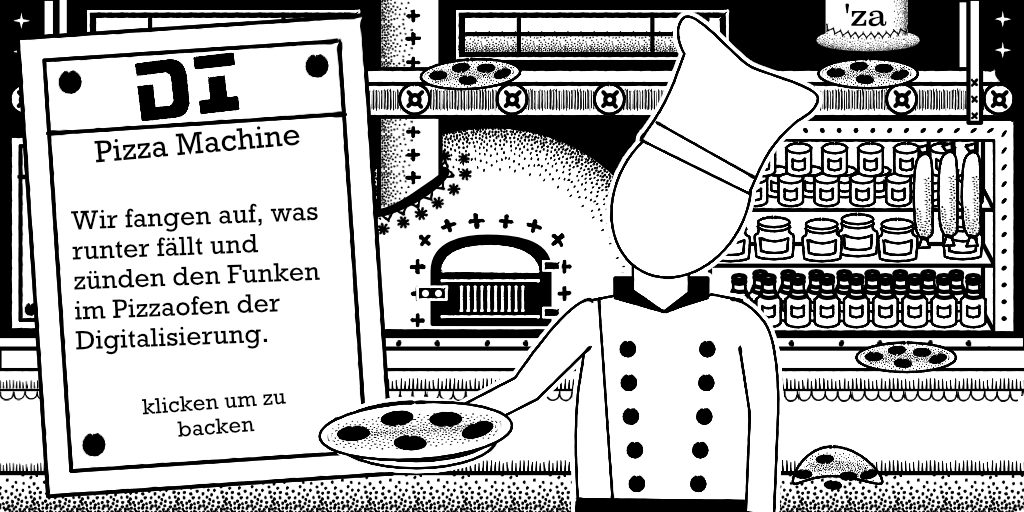 'za
DI
Pizza Machine
Wir fangen auf, was
runter fällt und
zünden den Funken
im Pizzaofen der
Digitalisierung.
klicken um zu
backen